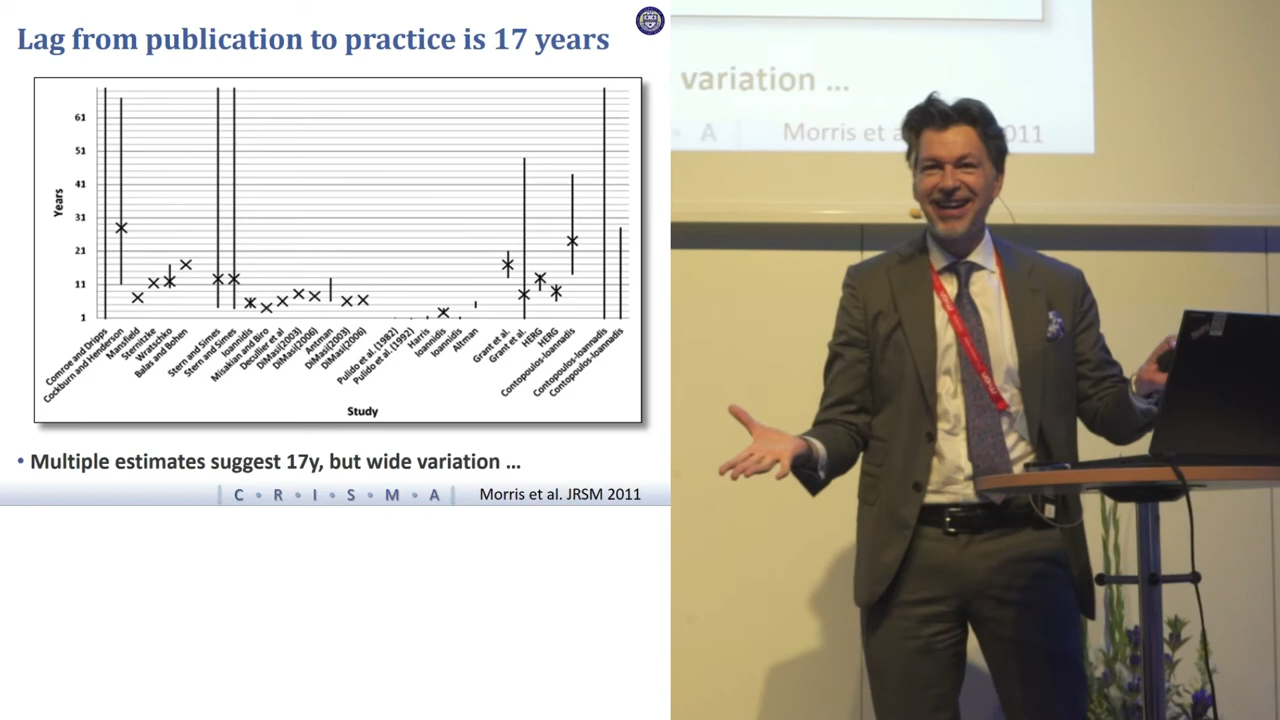 Lag from publication to practice is 17 years
61
51
41
31
21
11
1
Years
Comroe and Dripps
Cockburn and Henderson
Mansfield
Sternitzke
Wratschko
Balas and Bohen
Stern and Simes
Stern and Simes
Ioannidis
Misakian and Biro
Decullier et al
DiMasi(2003)
DiMasi(2006)
Antman
DiMasi(2003)
DiMasi(2006)
Pulido et al. (1982)
Pulido et al. (1992)
Harris
Ioannidis
Ioannidis
Altman
Grant et al.
Grant et al.
HERG
HERG
Contopoulos-Ioannadis
Contopoulos-Ioannadis
Contopoulos-Ioannadis
Study
• Multiple estimates suggest 17y, but wide variation ...
C • R • I • S • M • A
Morris et al. JRSM 2011
variation ...
A
Morris et a
011